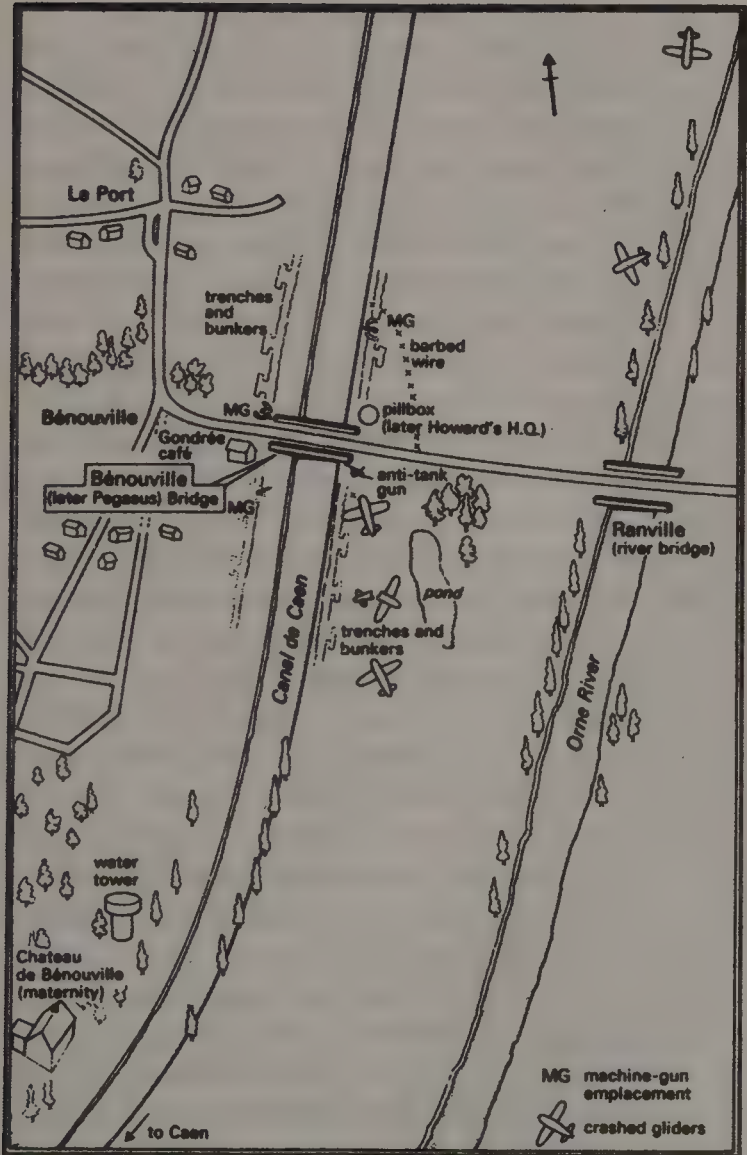 Le Port
trenches
and
bunkers
MG
barbed
wire
MG
pillbox
(later Howard's H.Q.)
Bénouville
Gondrée
café
Bénouville
(later Pegasus) Bridge
anti-tank
gun
MG
Ranville
(river bridge)
pond
trenches and
bunkers
Canal de Caen
Orne River
water
tower
Chateau
de Bénouville
(maternity)
to Caen
MG machine-gun
emplacement
crashed gliders